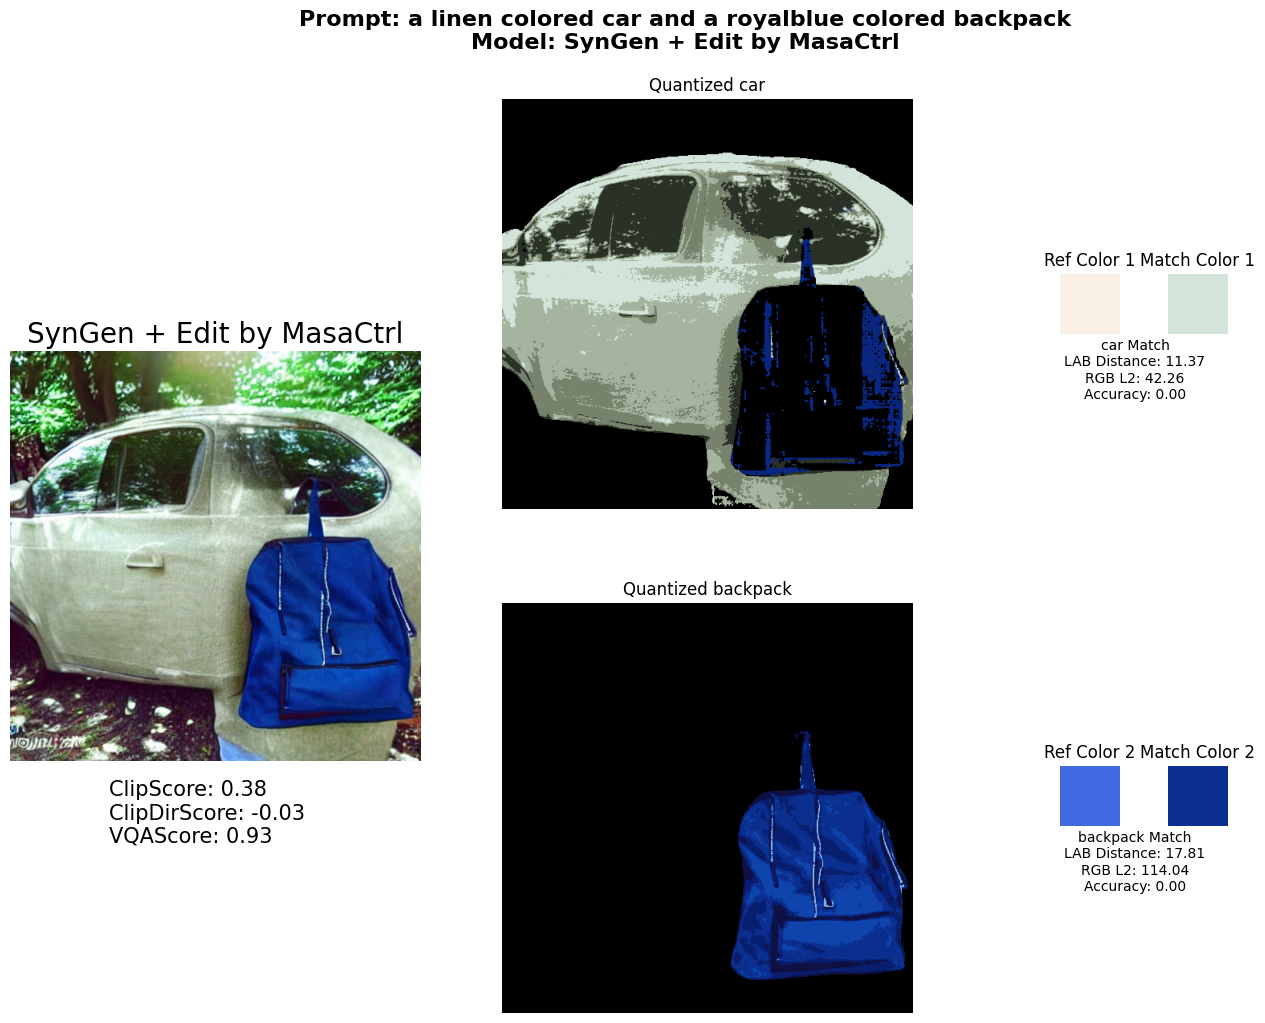 Prompt: a linen colored car and a royalblue colored backpack
Model: SynGen + Edit by MasaCtrl
Quantized car
Ref Color 1 Match Color 1
car Match
LAB Distance: 11.37
RGB L2: 42.26
Accuracy: 0.00
SynGen + Edit by MasaCtrl
ClipScore: 0.38
ClipDirScore: -0.03
VQAScore: 0.93
Quantized backpack
Ref Color 2 Match Color 2
backpack Match
LAB Distance: 17.81
RGB L2: 114.04
Accuracy: 0.00